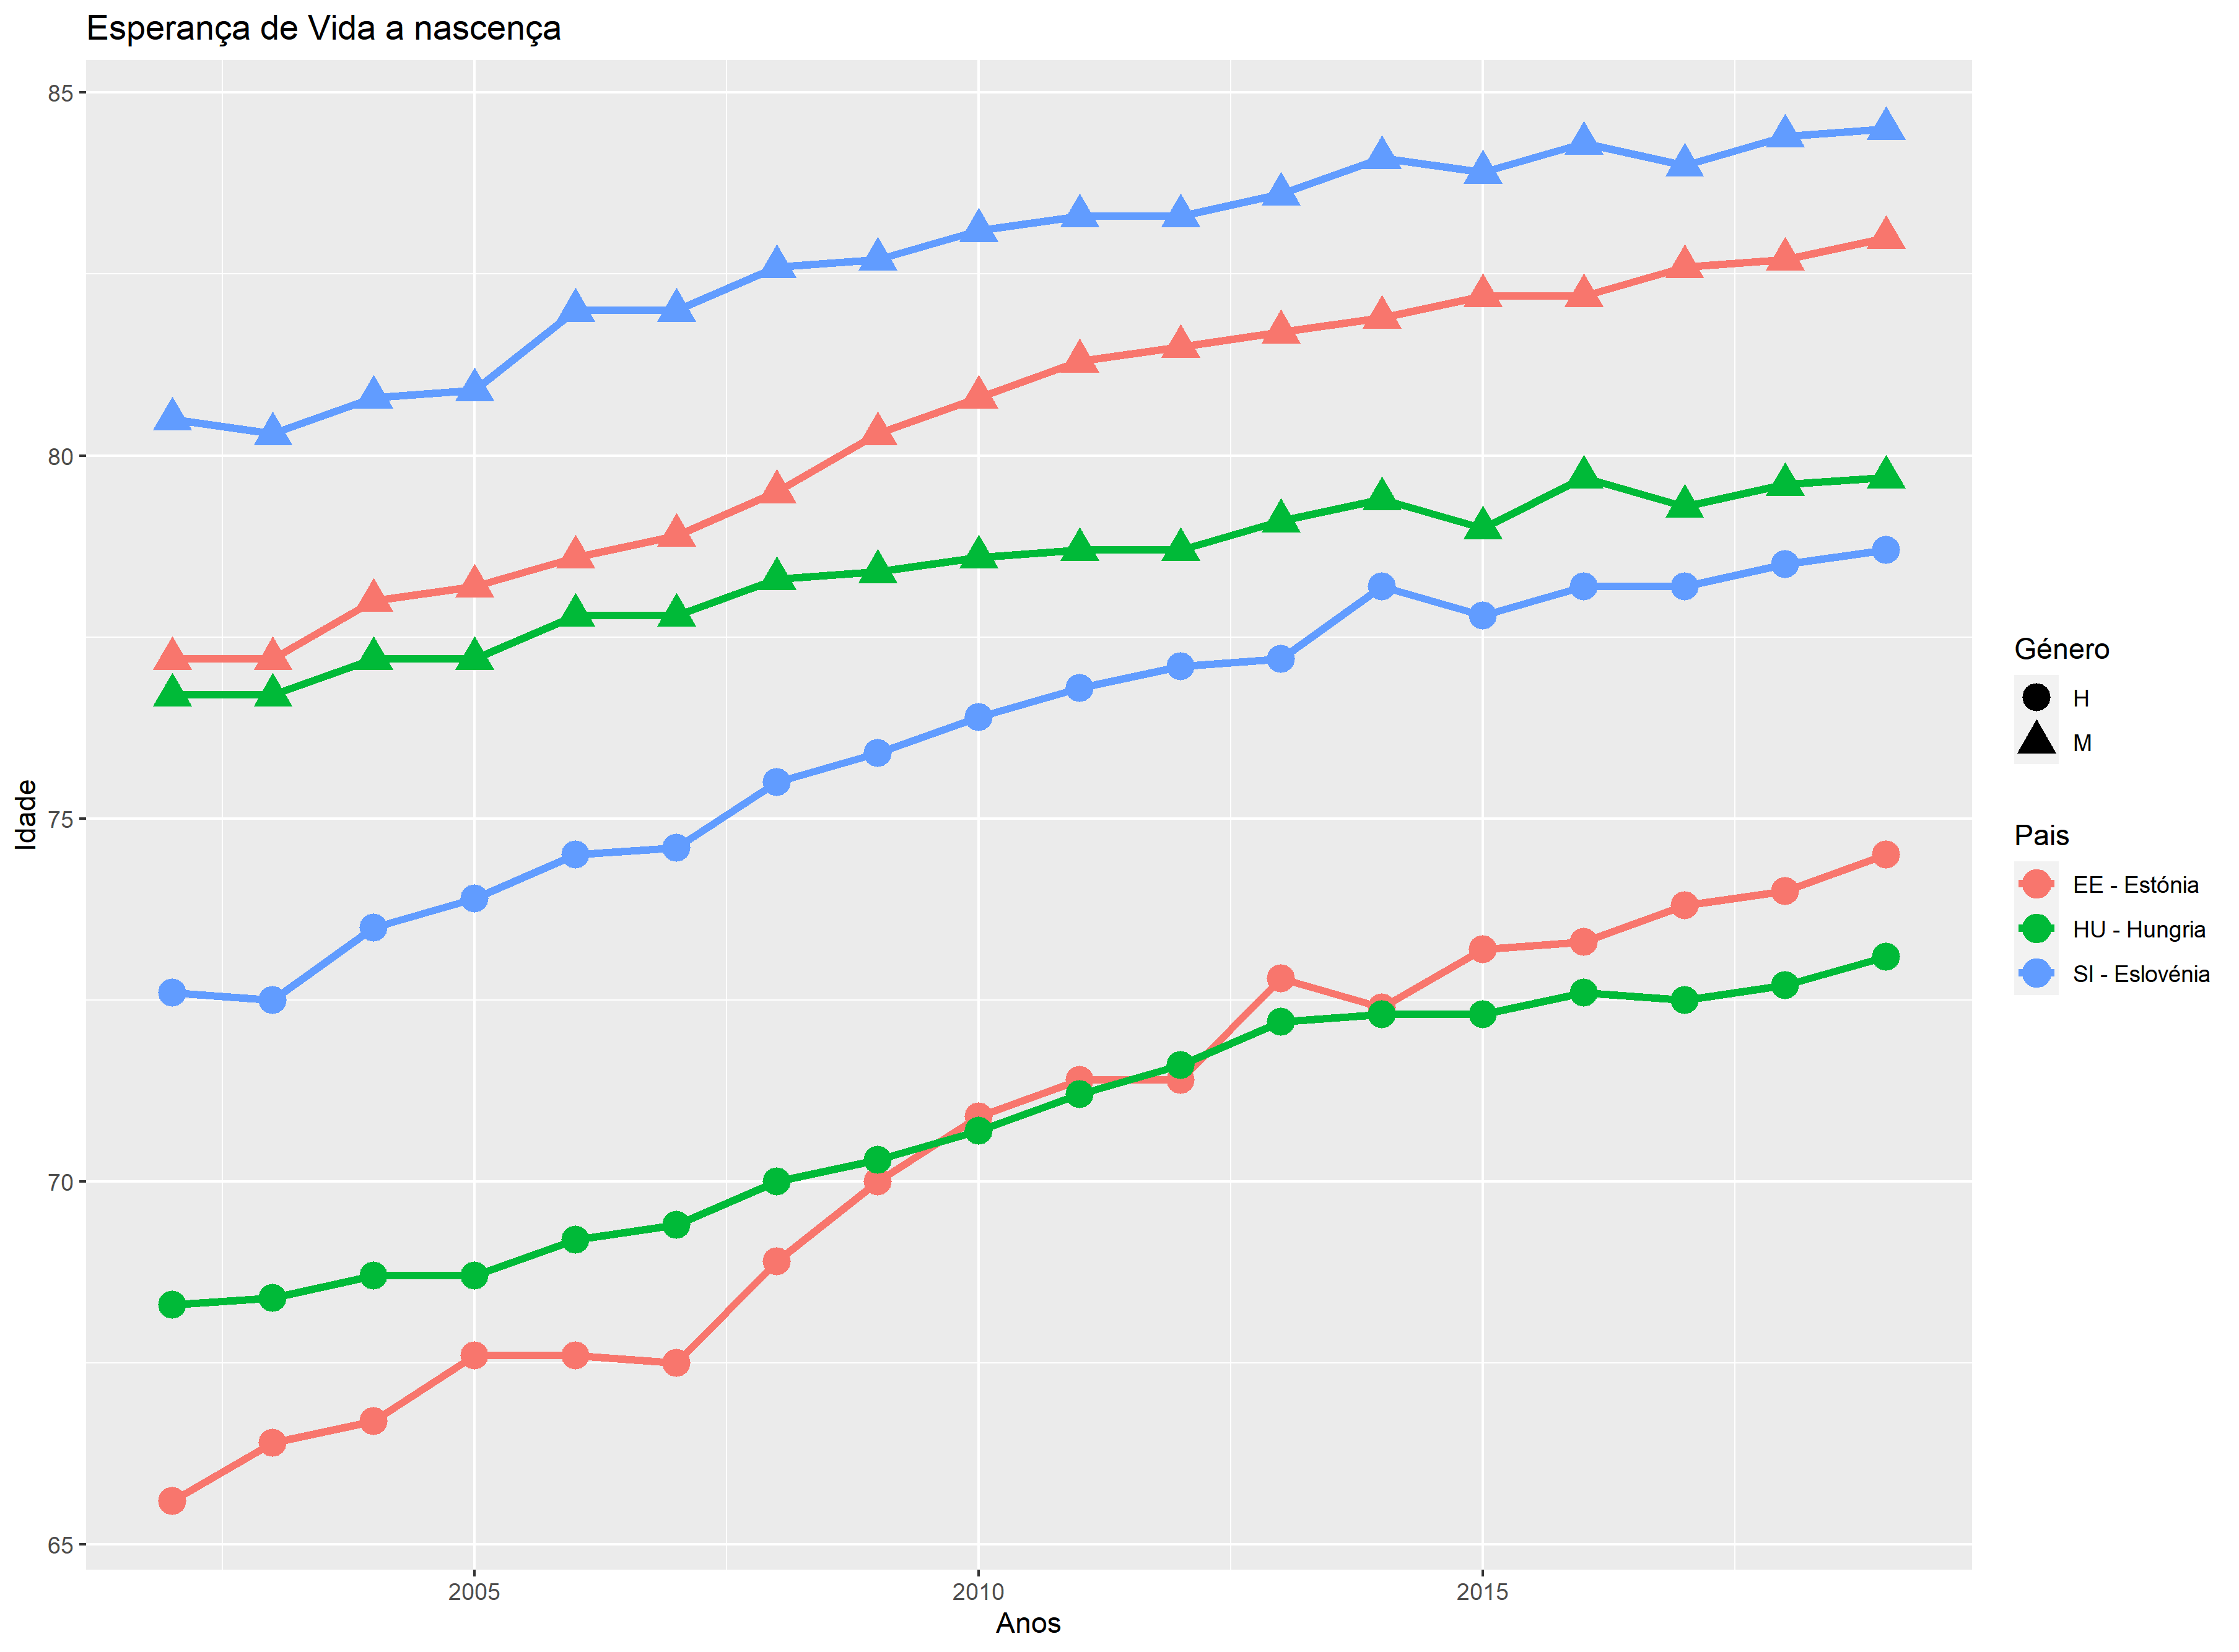 Esperança de Vida a nascença
85
80
75
70
65
Idade
2005
2010
2015
Anos
Género
H
M
Pais
EE - Estónia
HU - Hungria
SI - Eslovénia